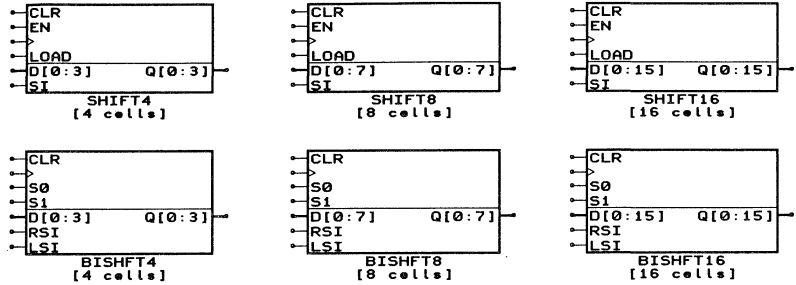 CLR
EN
LOAD
D[0:3] Q[0:3]
SI
SHIFT4
[4 cells]
CLR
EN
LOAD
D[0:7] Q[0:7]
SI
SHIFT8
[8 cells]
CLR
EN
LOAD
D[0:15] Q[0:15]
SI
SHIFT16
[16 cells]
CLR
S0
S1
D[0:3] Q[0:3]
RSI
LSI
BISHFT4
[4 cells]
CLR
S0
S1
D[0:7] Q[0:7]
RSI
LSI
BISHFT8
[8 cells]
CLR
S0
S1
D[0:15] Q[0:15]
RSI
LSI
BISHFT16
[16 cells]